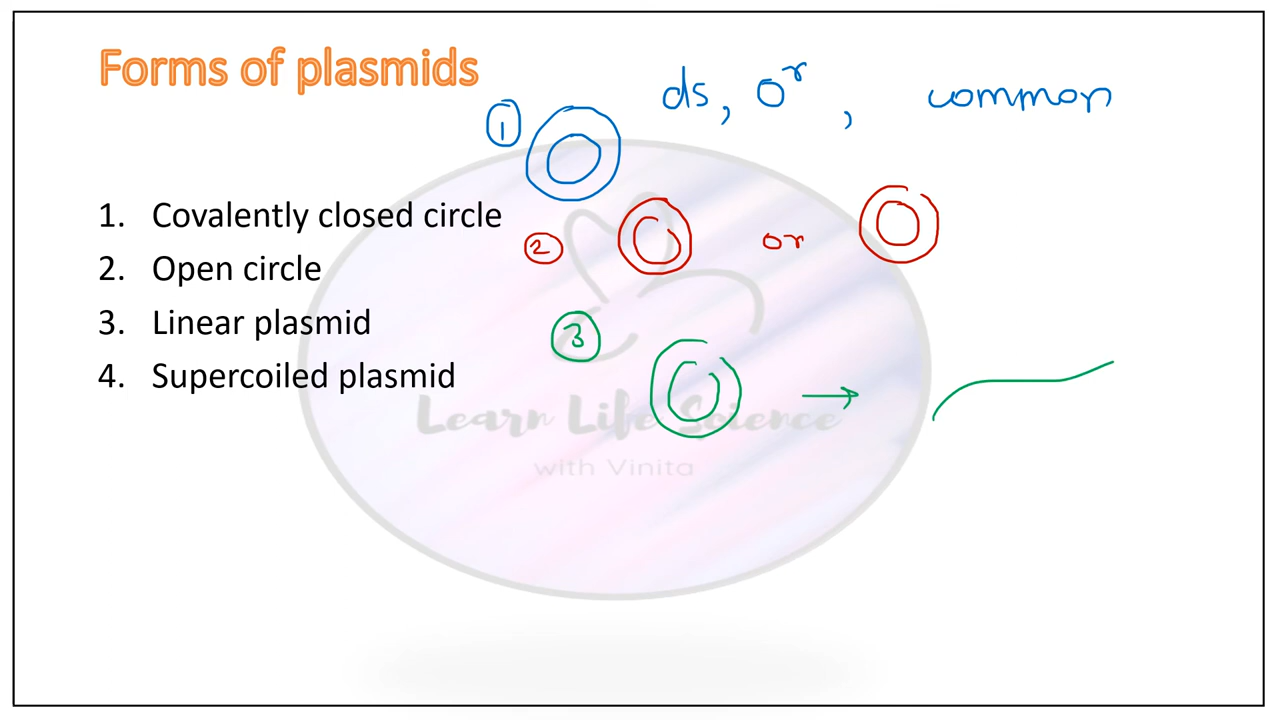 Forms of plasmids
ds, Oʳ, common
1
1. Covalently closed circle
2. Open circle
3. Linear plasmid
4. Supercoiled plasmid
2 or
3 →
Learn Life Science
with Vinita